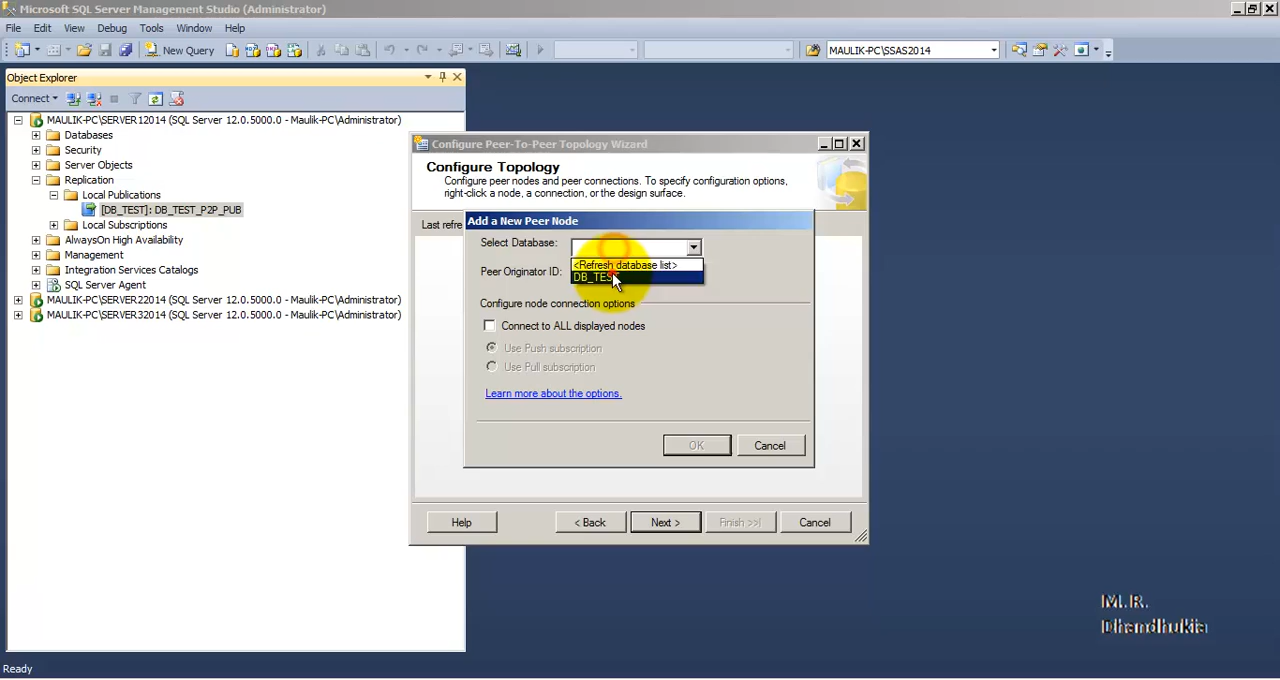 Microsoft SQL Server Management Studio (Administrator)
File Edit View Debug Tools Window Help
New Query
MAULIK-PC\SSAS2014
Object Explorer
Connect
MAULIK-PC\SERVER12014 (SQL Server 12.0.5000.0 - Maulik-PC\Administrator)
Databases
Security
Server Objects
Replication
Local Publications
[DB_TEST]: DB_TEST_P2P_PUB
Local Subscriptions
AlwaysOn High Availability
Management
Integration Services Catalogs
SQL Server Agent
MAULIK-PC\SERVER22014 (SQL Server 12.0.5000.0 - Maulik-PC\Administrator)
MAULIK-PC\SERVER32014 (SQL Server 12.0.5000.0 - Maulik-PC\Administrator)
Configure Peer-To-Peer Topology Wizard
Configure Topology
Configure peer nodes and peer connections. To specify configuration options,
right-click a node, a connection, or the design surface.
Last refre
Add a New Peer Node
Select Database:
<Refresh database list>
DB_TEST
Peer Originator ID:
Configure node connection options
Connect to ALL displayed nodes
Use Push subscription
Use Pull subscription
Learn more about the options.
OK Cancel
Help < Back Next > Finish >>| Cancel
M.R.
Dhandhukia
Ready